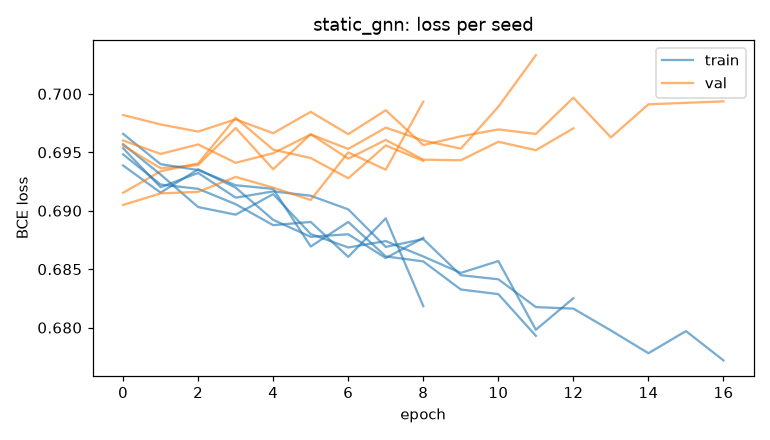 static_gnn: loss per seed
train
val
BCE loss
0.700
0.695
0.690
0.685
0.680
0 2 4 6 8 10 12 14 16
epoch